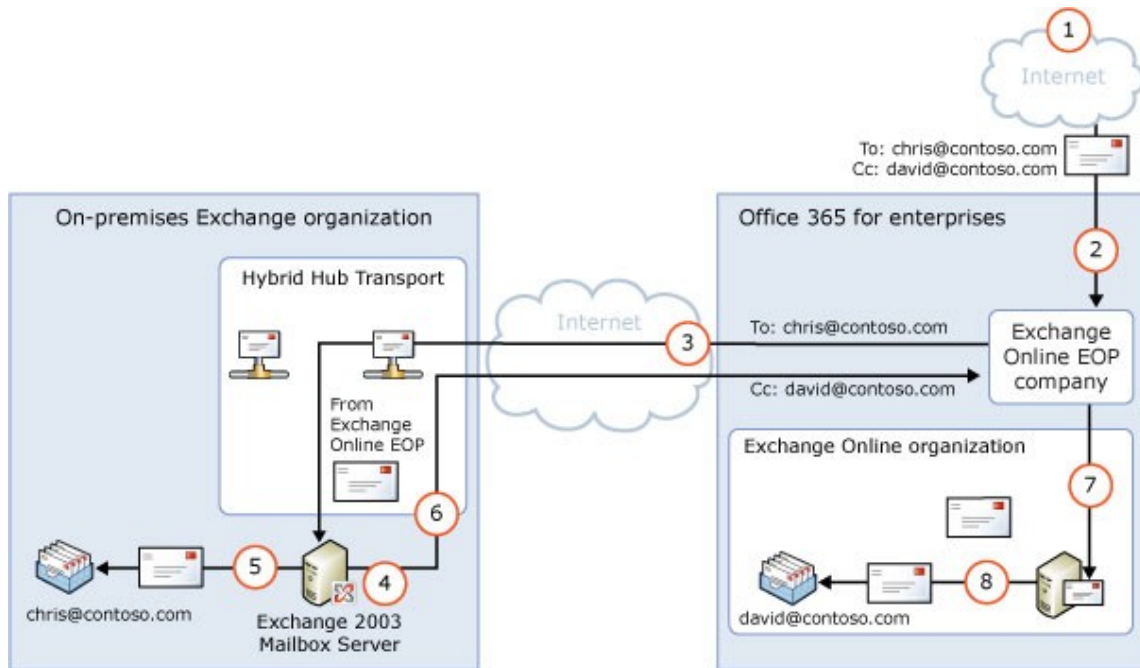 1
Internet
To: chris@contoso.com
Cc: david@contoso.com
On-premises Exchange organization
Office 365 for enterprises
2
Hybrid Hub Transport
Internet
3
To: chris@contoso.com
Exchange
Online EOP
company
Cc: david@contoso.com
From
Exchange
Online EOP
Exchange Online organization
7
6
5
4
8
chris@contoso.com
Exchange 2003
Mailbox Server
david@contoso.com